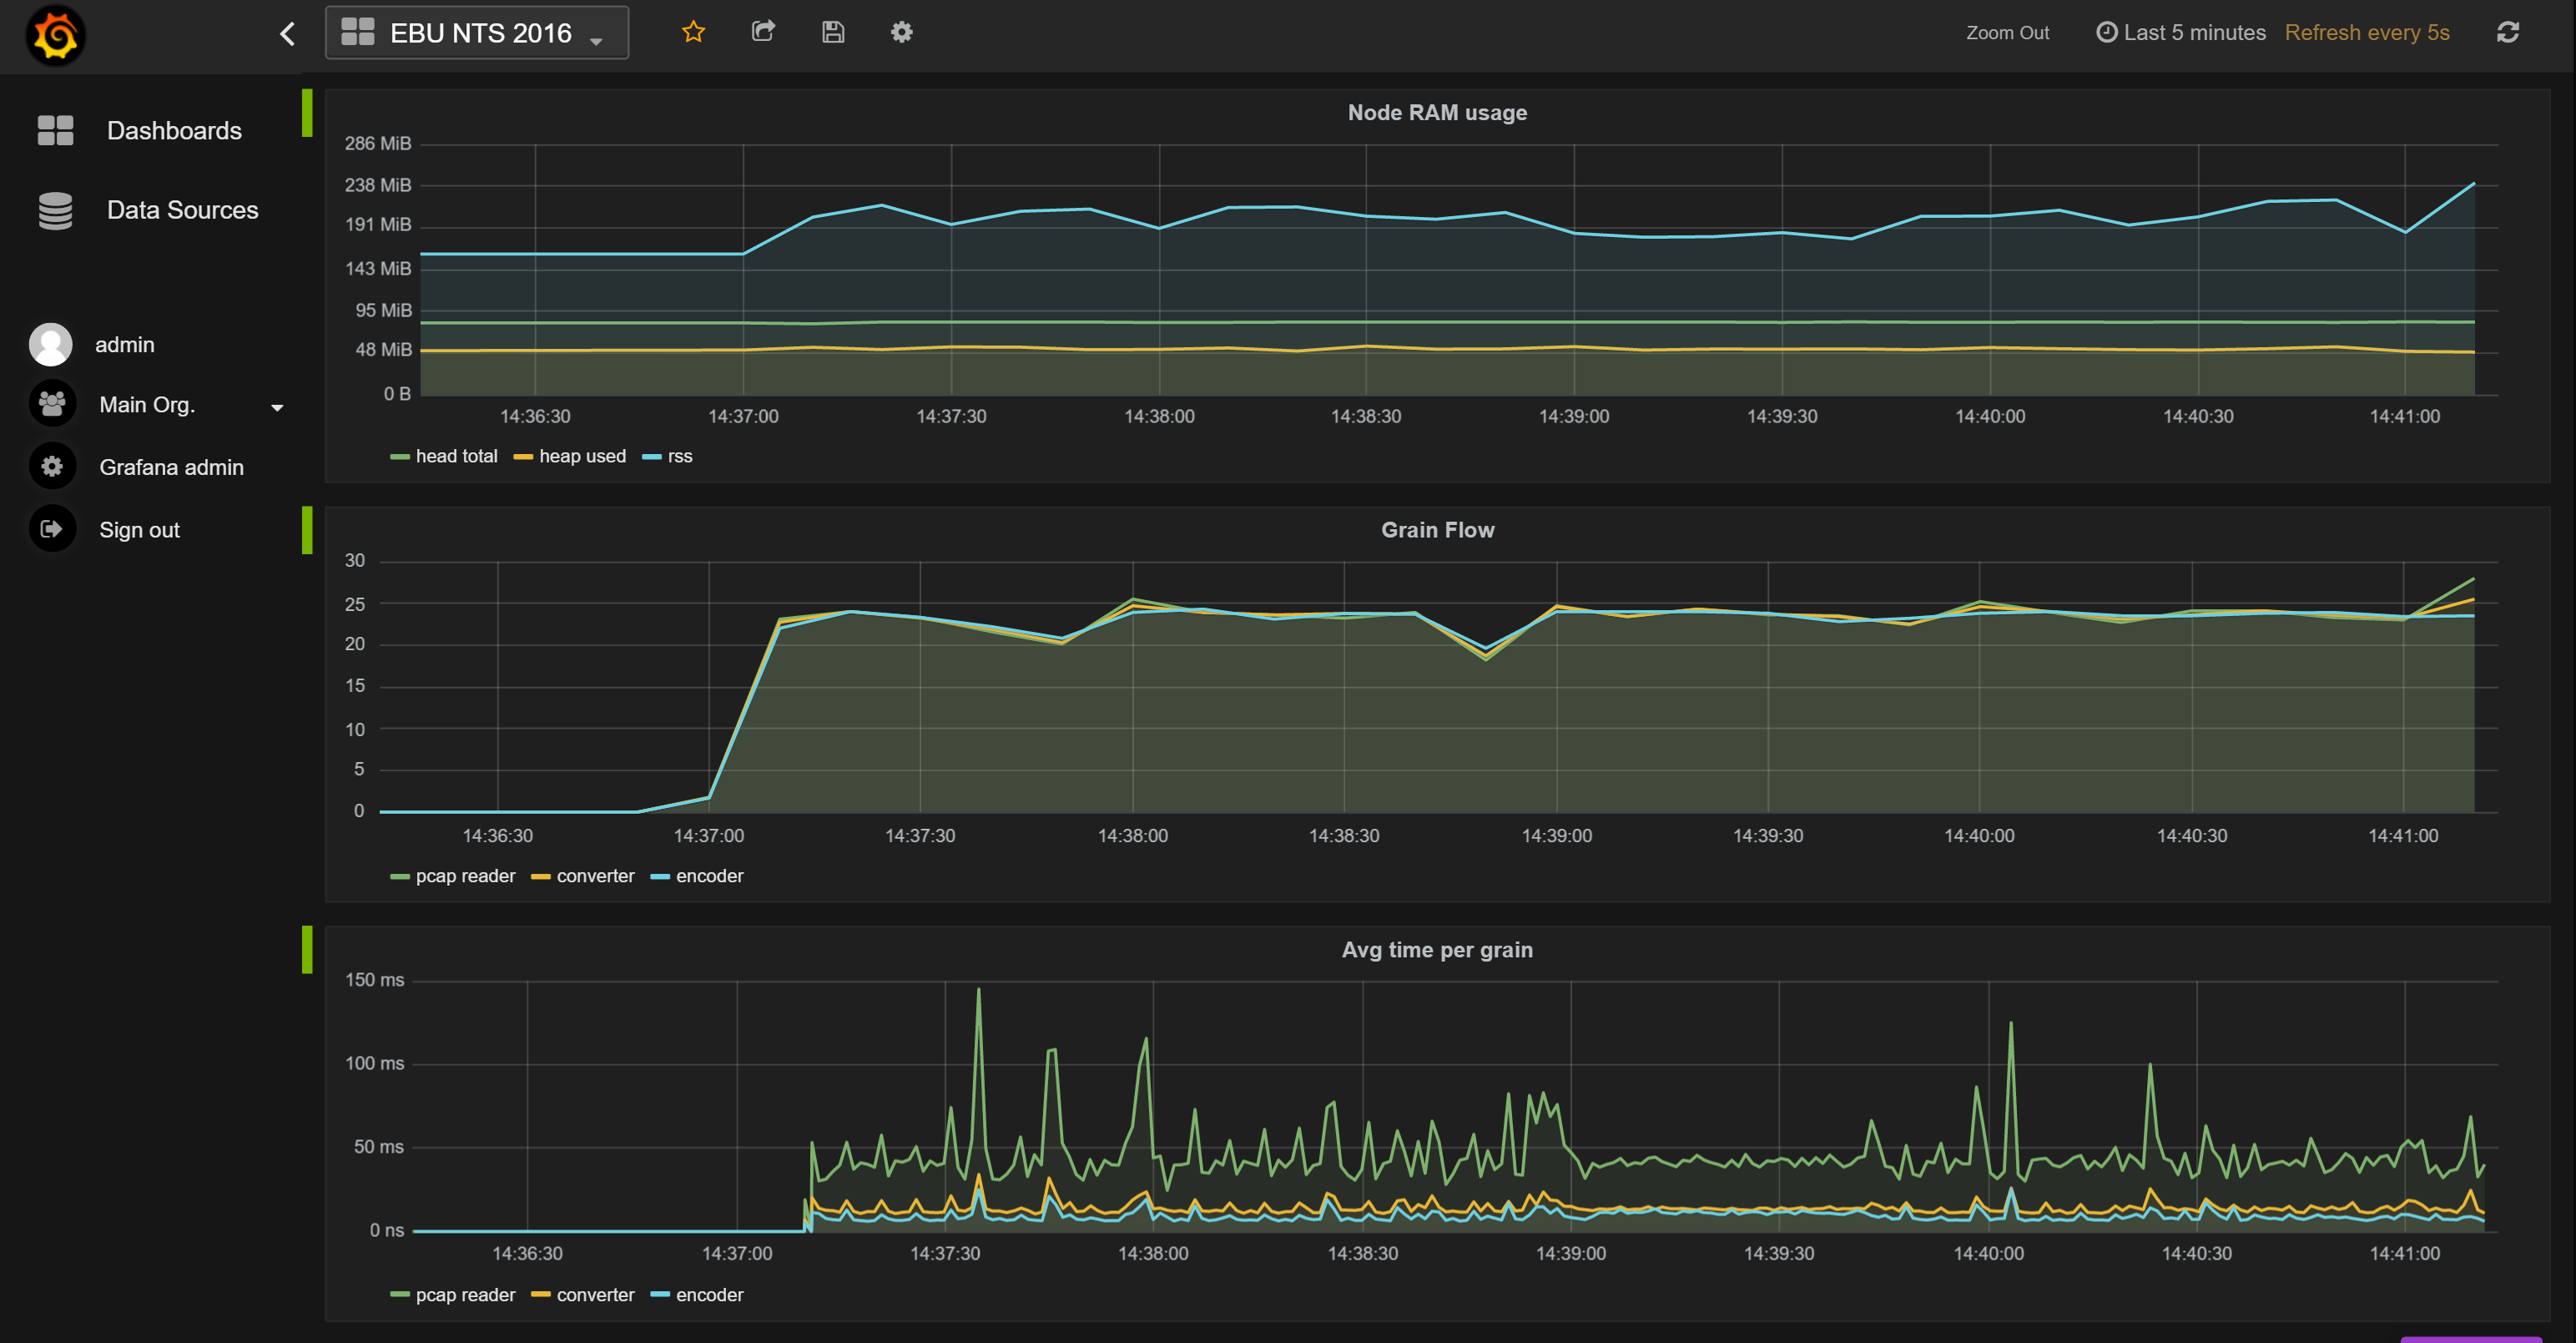 EBU NTS 2016
Zoom Out
Last 5 minutes
Refresh every 5s
Dashboards
Data Sources
admin
Main Org.
Grafana admin
Sign out
Node RAM usage
286 MiB
238 MiB
191 MiB
143 MiB
95 MiB
48 MiB
0 B
14:36:30 14:37:00 14:37:30 14:38:00 14:38:30 14:39:00 14:39:30 14:40:00 14:40:30 14:41:00
head total heap used rss
Grain Flow
30
25
20
15
10
5
0
14:36:30 14:37:00 14:37:30 14:38:00 14:38:30 14:39:00 14:39:30 14:40:00 14:40:30 14:41:00
pcap reader converter encoder
Avg time per grain
150 ms
100 ms
50 ms
0 ns
14:36:30 14:37:00 14:37:30 14:38:00 14:38:30 14:39:00 14:39:30 14:40:00 14:40:30 14:41:00
pcap reader converter encoder